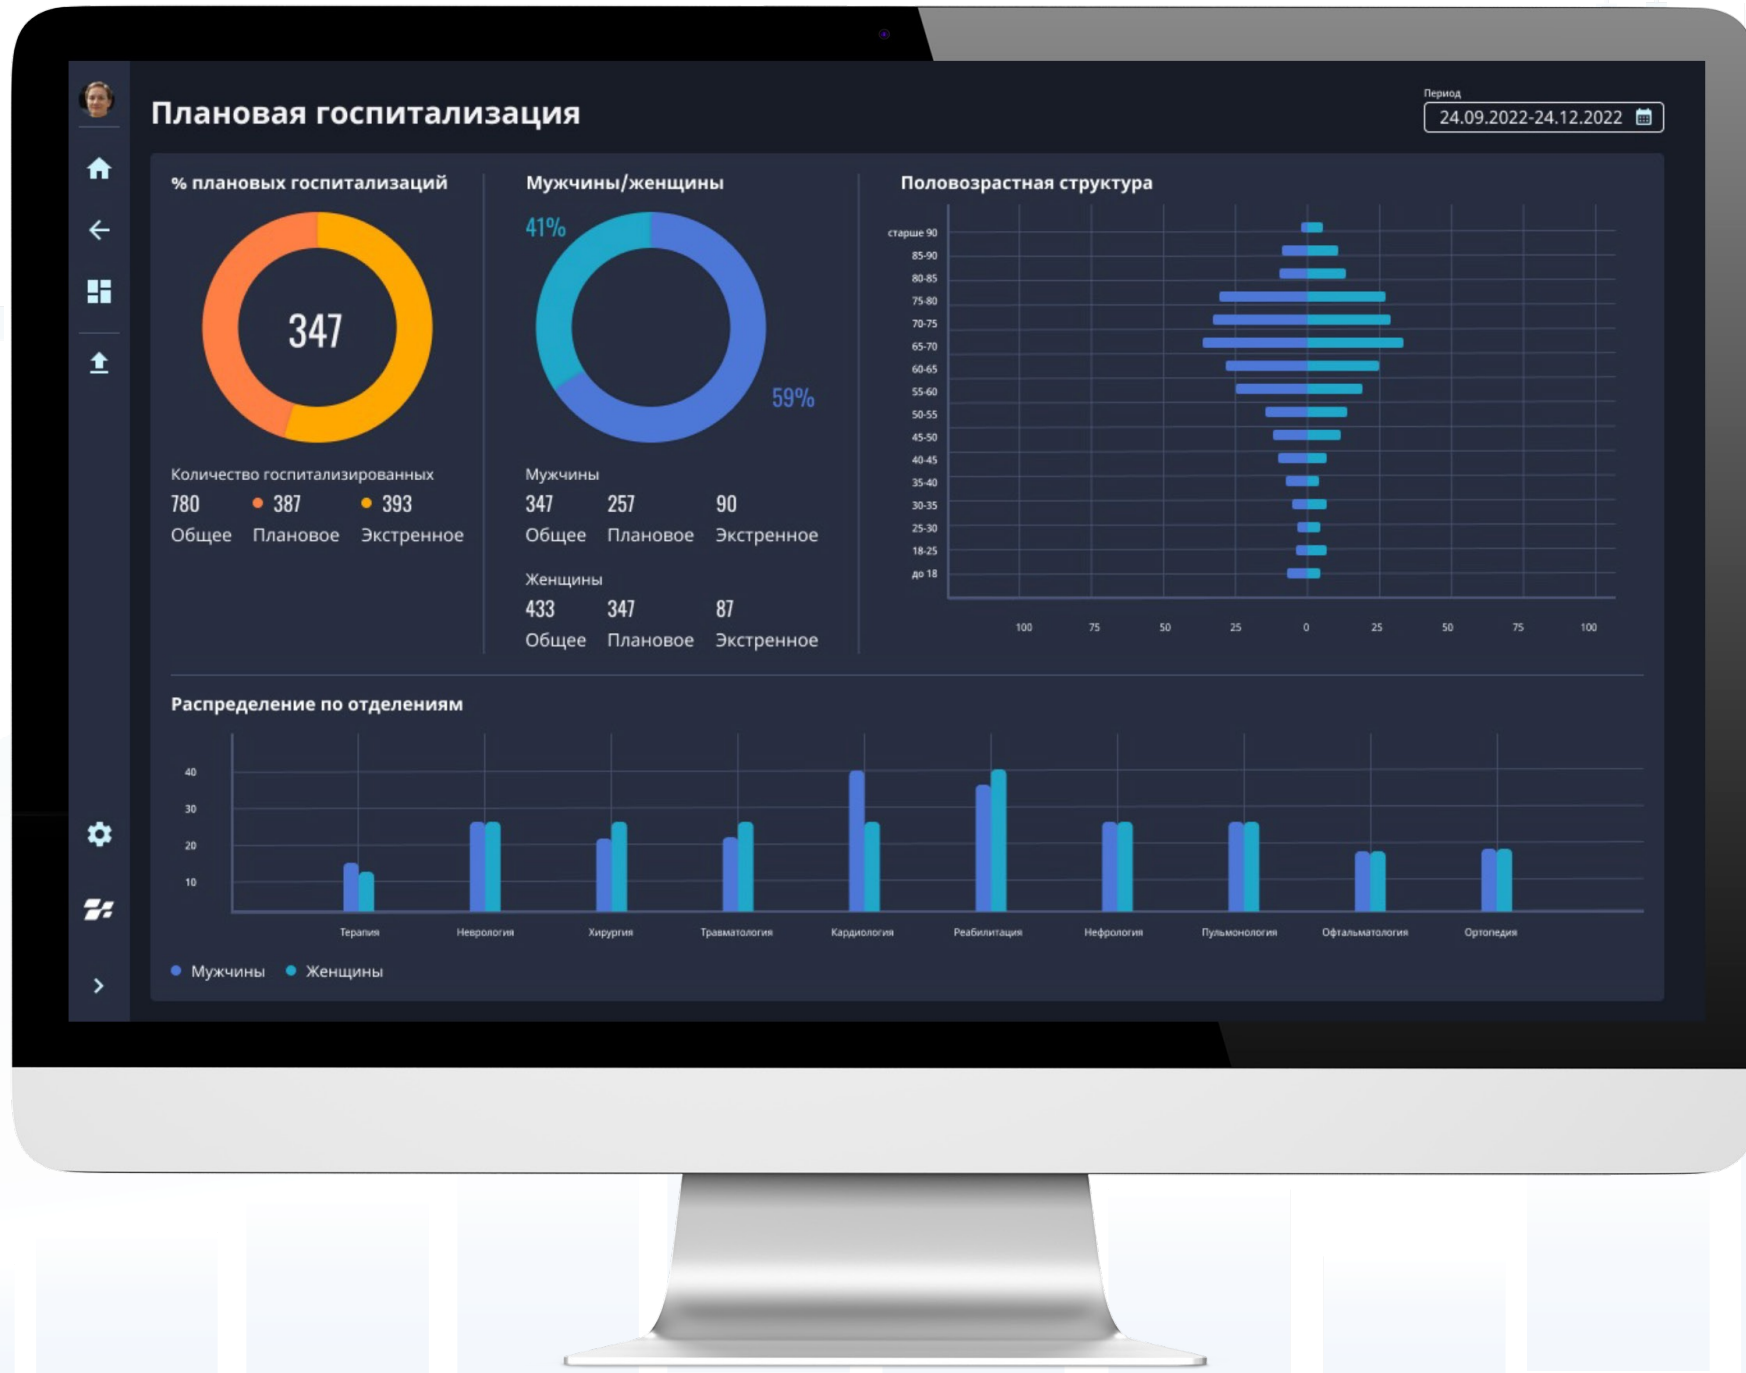 Плановая госпитализация
Период
24.09.2022-24.12.2022
% плановых госпитализаций
347
Количество госпитализированных
780 387 393
Общее Плановое Экстренное
Мужчины/женщины
41%
59%
Мужчины
347 257 90
Общее Плановое Экстренное
Женщины
433 347 87
Общее Плановое Экстренное
Половозрастная структура
старше 90
85-90
80-85
75-80
70-75
65-70
60-65
55-60
50-55
45-50
40-45
35-40
30-35
25-30
18-25
до 18
100 75 50 25 0 25 50 75 100
Распределение по отделениям
40
30
20
10
Терапия Неврология Хирургия Травматология Кардиология Реабилитация Нефрология Пульмонология Офтальматология Ортопедия
Мужчины Женщины